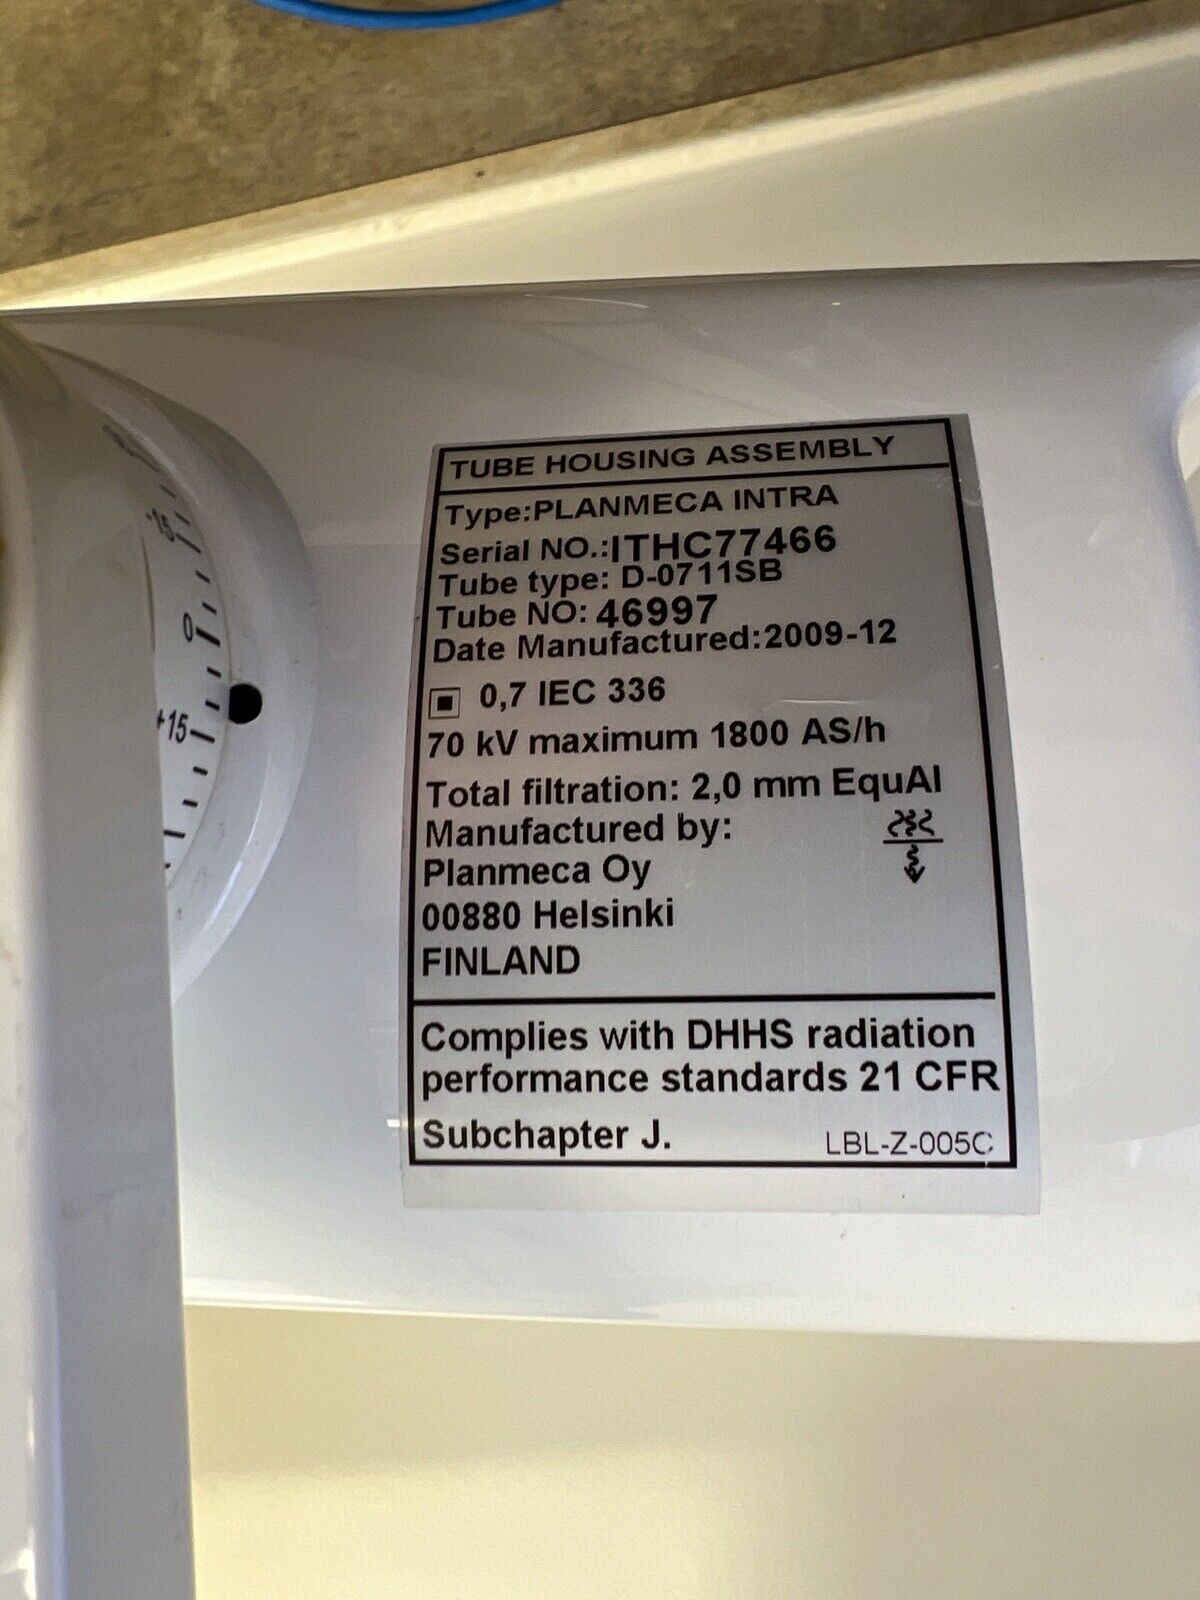 TUBE HOUSING ASSEMBLY
Type:PLANMECA INTRA
Serial NO.:ITHC77466
Tube type: D-0711SB
Tube NO: 46997
Date Manufactured:2009-12
0,7 IEC 336
70 kV maximum 1800 AS/h
Total filtration: 2,0 mm EquAl
Manufactured by:
Planmeca Oy
00880 Helsinki
FINLAND
Complies with DHHS radiation
performance standards 21 CFR
Subchapter J.
LBL-Z-005C
-15
0
+15